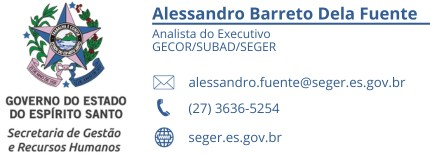 Alessandro Barreto Dela Fuente
Analista do Executivo
GECOR/SUBAD/SEGER
alessandro.fuente@seger.es.gov.br
(27) 3636-5254
seger.es.gov.br
GOVERNO DO ESTADO
DO ESPÍRITO SANTO
Secretaria de Gestão
e Recursos Humanos